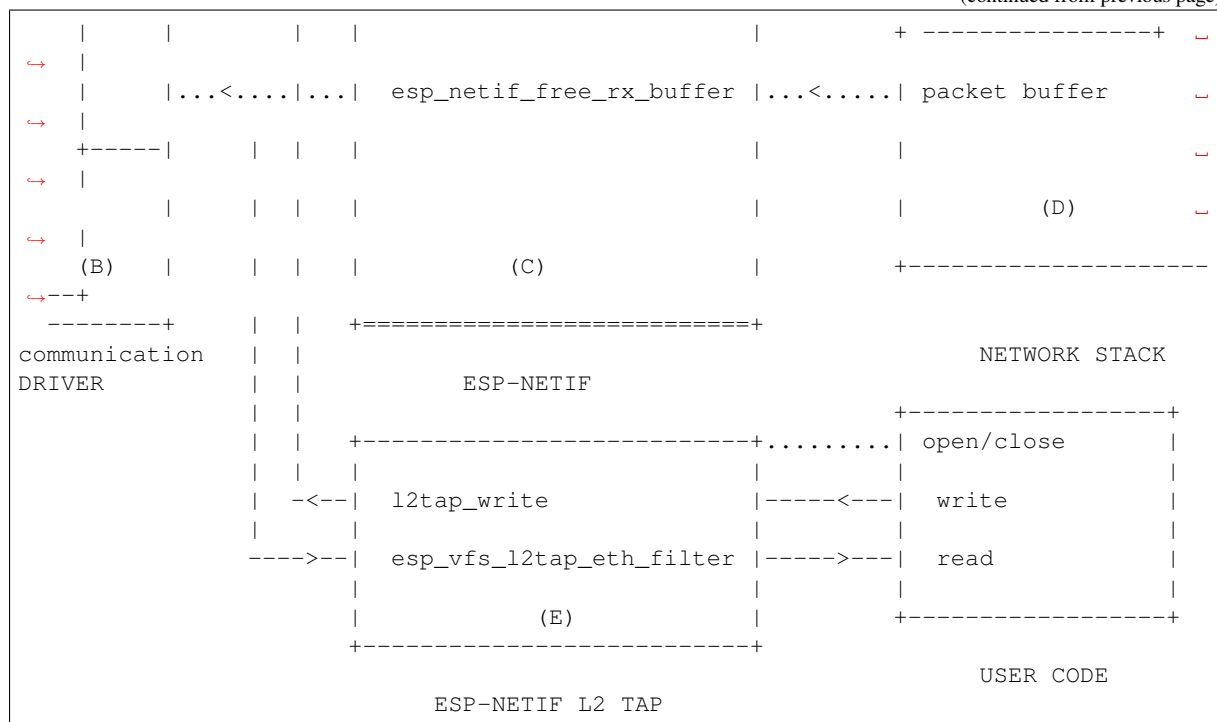 (continued from previous page)
|       |         |  |                           |         + ----------------+  ␣
↪  |
|       |...<....|...|  esp_netif_free_rx_buffer |...<.....| packet buffer     ␣
↪  |
+-----|      |  |   |                           |         |                    ␣
↪  |
|      |  |   |                           |         |         (D)        ␣
↪  |
(B)   |      |  |   |          (C)              |         +---------------------
↪--+
--------+      |  |   +===========================+
communication   |  |                                           NETWORK STACK
DRIVER          |  |           ESP-NETIF
|  |                                         +------------------+
|  |   +---------------------------+.........| open/close       |
|  |   |                           |         |                  |
|  -<--|  l2tap_write              |-----<---|  write           |
|      |                           |         |                  |
---->--|  esp_vfs_l2tap_eth_filter |----->---|  read            |
|                           |         |                  |
|            (E)            |         +------------------+
+---------------------------+
USER CODE
ESP-NETIF L2 TAP